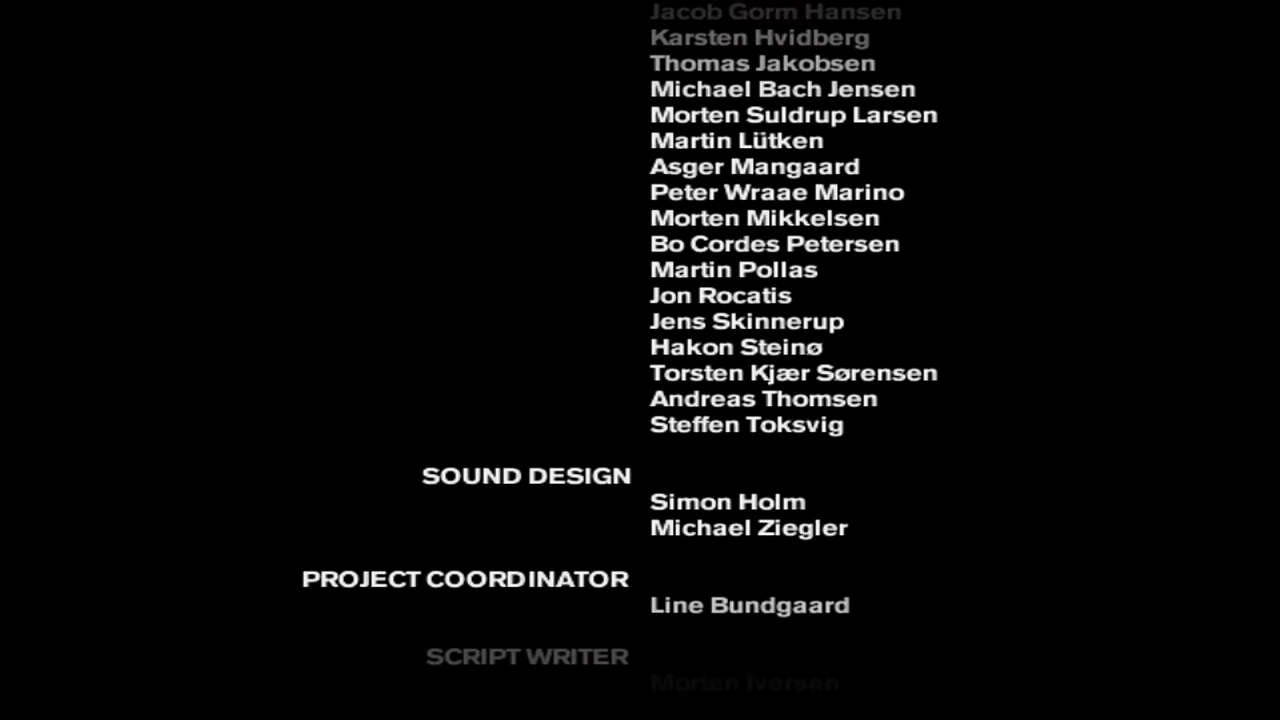 Jacob Gorm Hansen
Karsten Hvidberg
Thomas Jakobsen
Michael Bach Jensen
Morten Suldrup Larsen
Martin Lütken
Asger Mangaard
Peter Wraae Marino
Morten Mikkelsen
Bo Cordes Petersen
Martin Pollas
Jon Rocatis
Jens Skinnerup
Hakon Steinø
Torsten Kjær Sørensen
Andreas Thomsen
Steffen Toksvig
SOUND DESIGN
Simon Holm
Michael Ziegler
PROJECT COORDINATOR
Line Bundgaard
SCRIPT WRITER
Morten Iversen